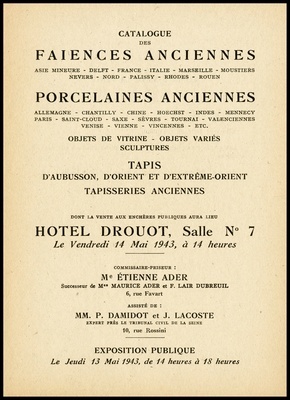 CATALOGUE
DES
FAIENCES ANCIENNES
ASIE MINEURE - DELFT - FRANCE - ITALIE - MARSEILLE - MOUSTIERS
NEVERS - NORD - PALISSY - RHODES - ROUEN
PORCELAINES ANCIENNES
ALLEMAGNE - CHANTILLY - CHINE - HOECHST - INDES - MENNECY
PARIS - SAINT-CLOUD - SAXE - SÈVRES - TOURNAI - VALENCIENNES
VENISE - VIENNE - VINCENNES - ETC.
OBJETS DE VITRINE - OBJETS VARIÉS
SCULPTURES
TAPIS
D'AUBUSSON, D'ORIENT ET D'EXTRÊME-ORIENT
TAPISSERIES ANCIENNES
DONT LA VENTE AUX ENCHÈRES PUBLIQUES AURA LIEU
HOTEL DROUOT, Salle No 7
Le Vendredi 14 Mai 1943, à 14 heures
COMMISSAIRE-PRISEUR :
Me ÉTIENNE ADER
Successeur de Mes MAURICE ADER et F. LAIR DUBREUIL
6, rue Favart
ASSISTÉ DE :
MM. P. DAMIDOT et J. LACOSTE
EXPERT PRÈS LE TRIBUNAL CIVIL DE LA SEINE
10, rue Rossini
EXPOSITION PUBLIQUE
Le Jeudi 13 Mai 1943, de 14 heures à 18 heures